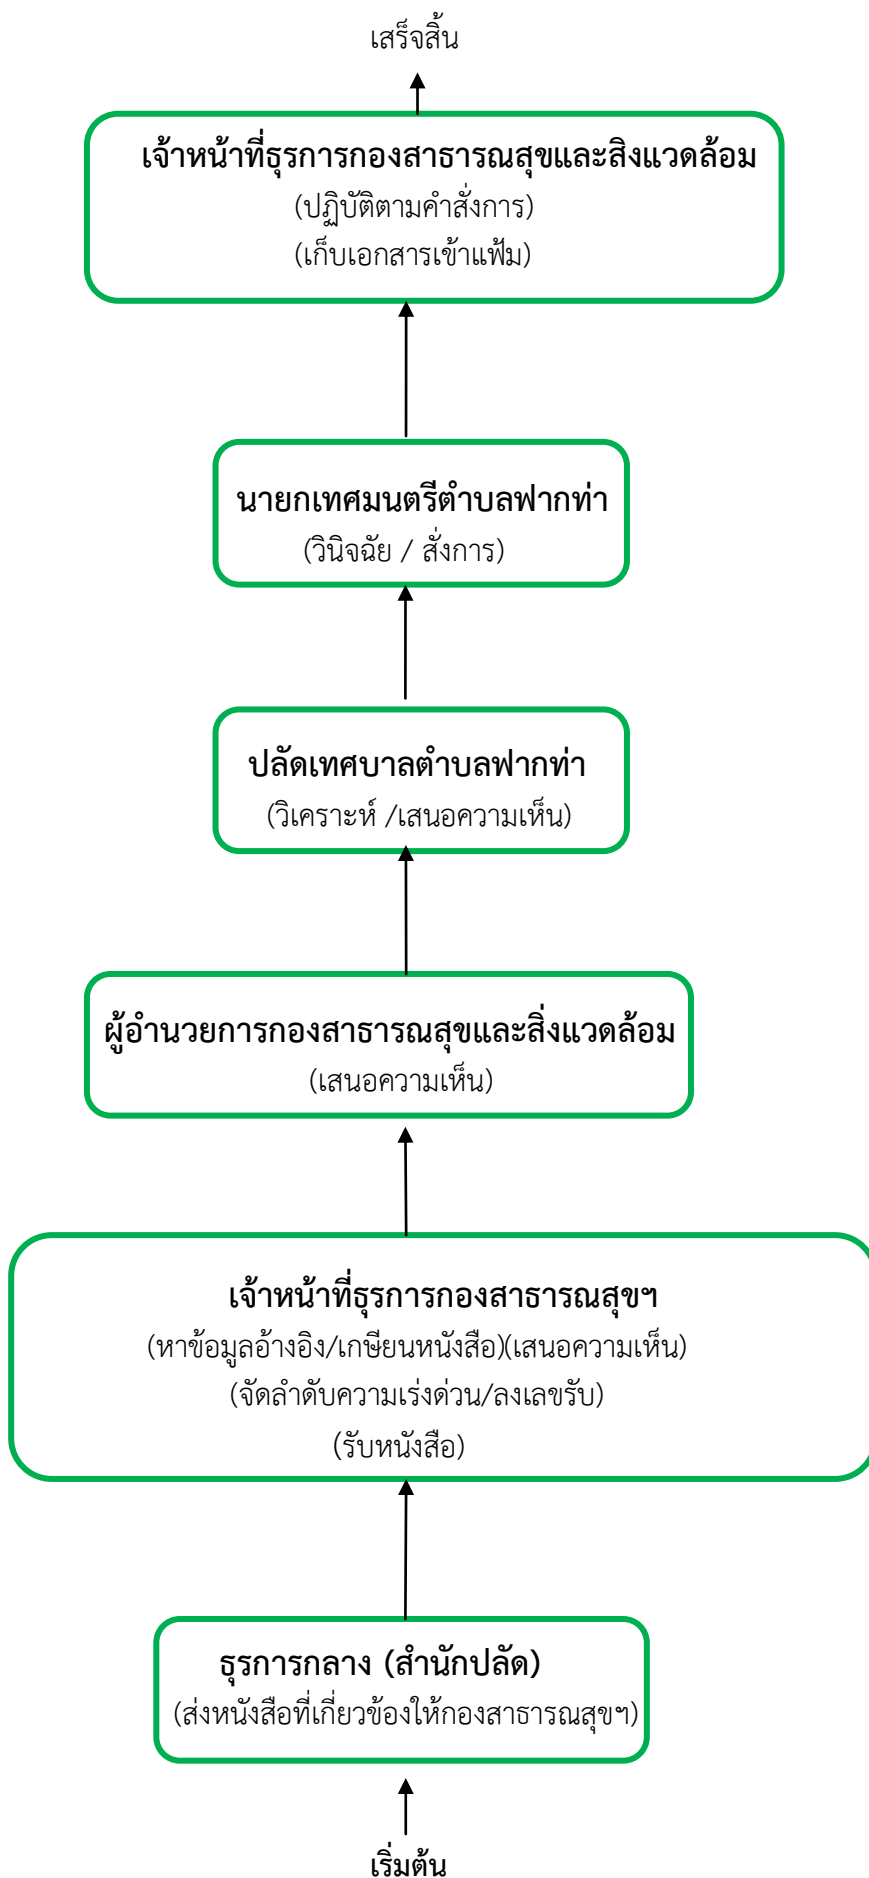 เสร็จสิ้น
เจ้าหน้าที่ธุรการกองสาธารณสุขและสิงแวดล้อม
(ปฏิบัติตามคำสั่งการ)
(เก็บเอกสารเข้าแฟ้ม)
นายกเทศมนตรีตำบลฟากท่า
(วินิจฉัย / สั่งการ)
ปลัดเทศบาลตำบลฟากท่า
(วิเคราะห์ /เสนอความเห็น)
ผู้อำนวยการกองสาธารณสุขและสิ่งแวดล้อม
(เสนอความเห็น)
เจ้าหน้าที่ธุรการกองสาธารณสุขฯ
(หาข้อมูลอ้างอิง/เกษียนหนังสือ)(เสนอความเห็น)
(จัดลำดับความเร่งด่วน/ลงเลขรับ)
(รับหนังสือ)
ธุรการกลาง (สำนักปลัด)
(ส่งหนังสือที่เกี่ยวข้องให้กองสาธารณสุขฯ)
เริ่มต้น